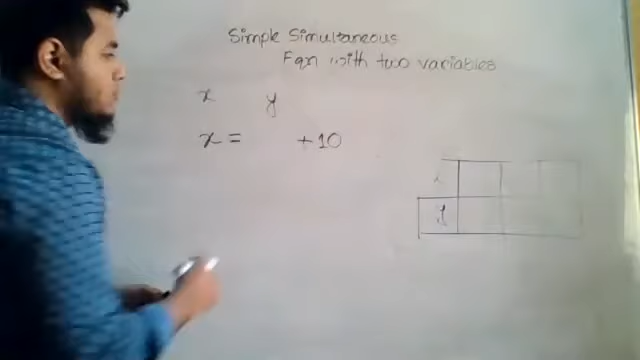 Simple Simultaneous
Eqn with two variables
x y
x = +10
x
y